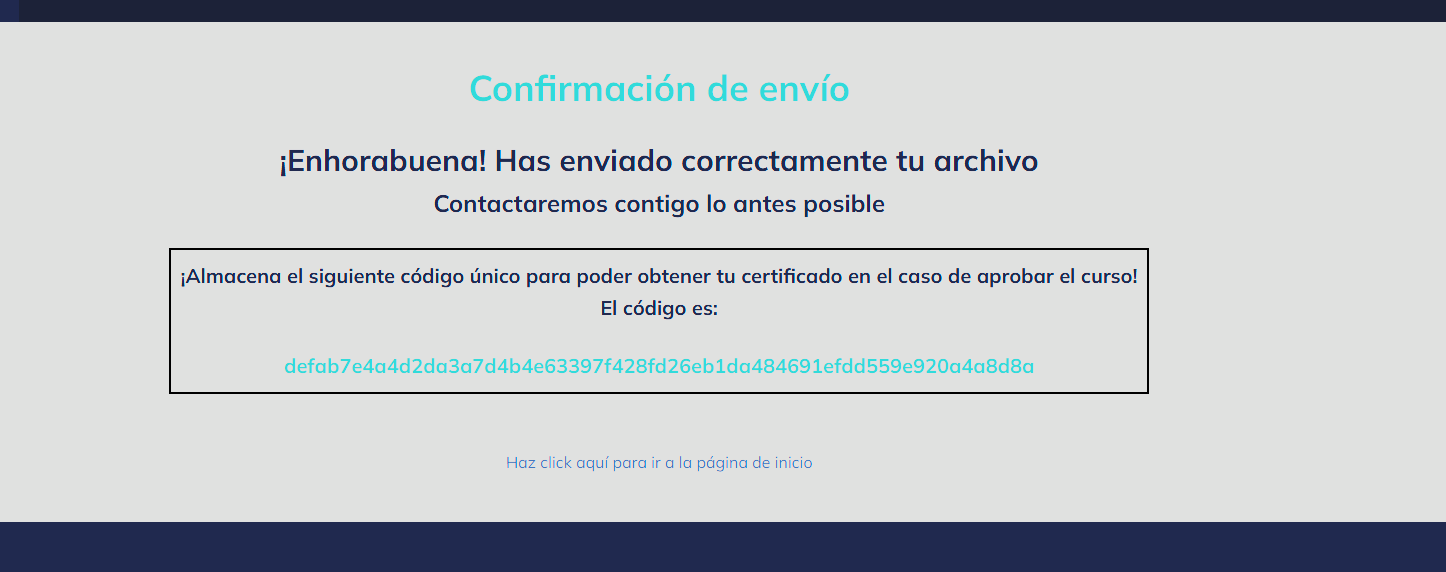 Confirmación de envío
¡Enhorabuena! Has enviado correctamente tu archivo
Contactaremos contigo lo antes posible
¡Almacena el siguiente código único para poder obtener tu certificado en el caso de aprobar el curso!
El código es:
defab7e4a4d2da3a7d4b4e63397f428fd26eb1da484691efdd559e920a4a8d8a
Haz click aquí para ir a la página de inicio